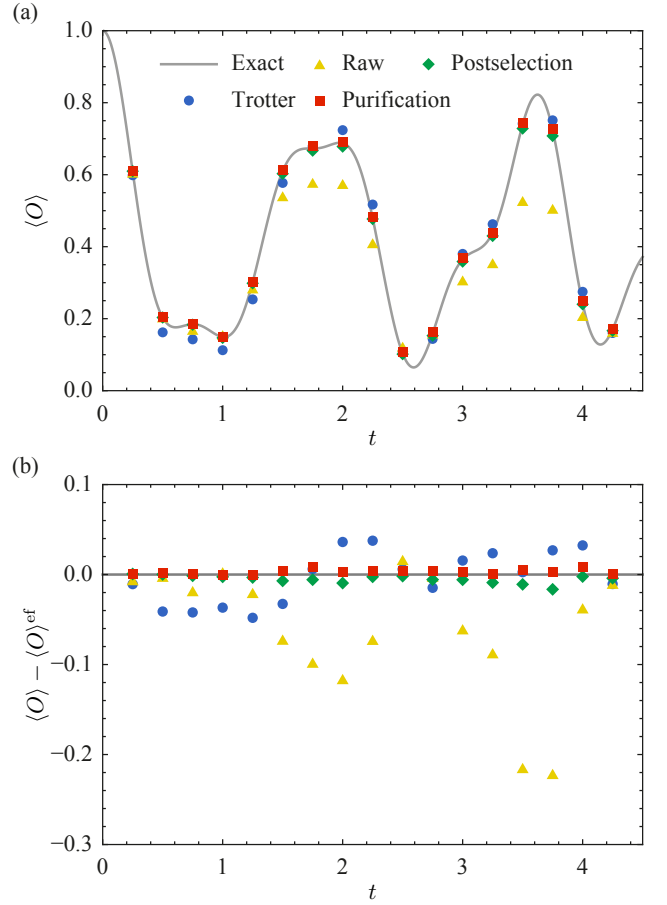 (a)
1.0
Exact Raw Postselection
Trotter Purification
0.8
0.6
⟨O⟩
0.4
0.2
0.0
0 1 2 3 4
t
(b)
0.1
0.0
⟨O⟩ − ⟨O⟩^ef
−0.1
−0.2
−0.3
0 1 2 3 4
t